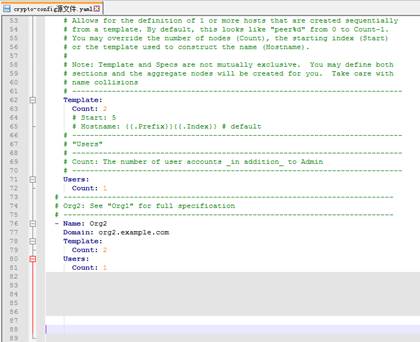 crypto-config源文件.yaml
53 # Allows for the definition of 1 or more hosts that are created sequentially
54 # from a template. By default, this looks like "peer%d" from 0 to Count-1.
55 # You may override the number of nodes (Count), the starting index (Start)
56 # or the template used to construct the name (Hostname).
57 #
58 # Note: Template and Specs are not mutually exclusive. You may define both
59 # sections and the aggregate nodes will be created for you. Take care with
60 # name collisions
61 # ---------------------------------------------------------------------------
62 Template:
63 Count: 2
64 # Start: 5
65 # Hostname: {{.Prefix}}{{.Index}} # default
66 # ---------------------------------------------------------------------------
67 # "Users"
68 # ---------------------------------------------------------------------------
69 # Count: The number of user accounts _in addition_ to Admin
70 # ---------------------------------------------------------------------------
71 Users:
72 Count: 1
73 # ---------------------------------------------------------------------------
74 # Org2: See "Org1" for full specification
75 # ---------------------------------------------------------------------------
76 - Name: Org2
77 Domain: org2.example.com
78 Template:
79 Count: 2
80 Users:
81 Count: 1
82
83
84
85
86
87
88
89